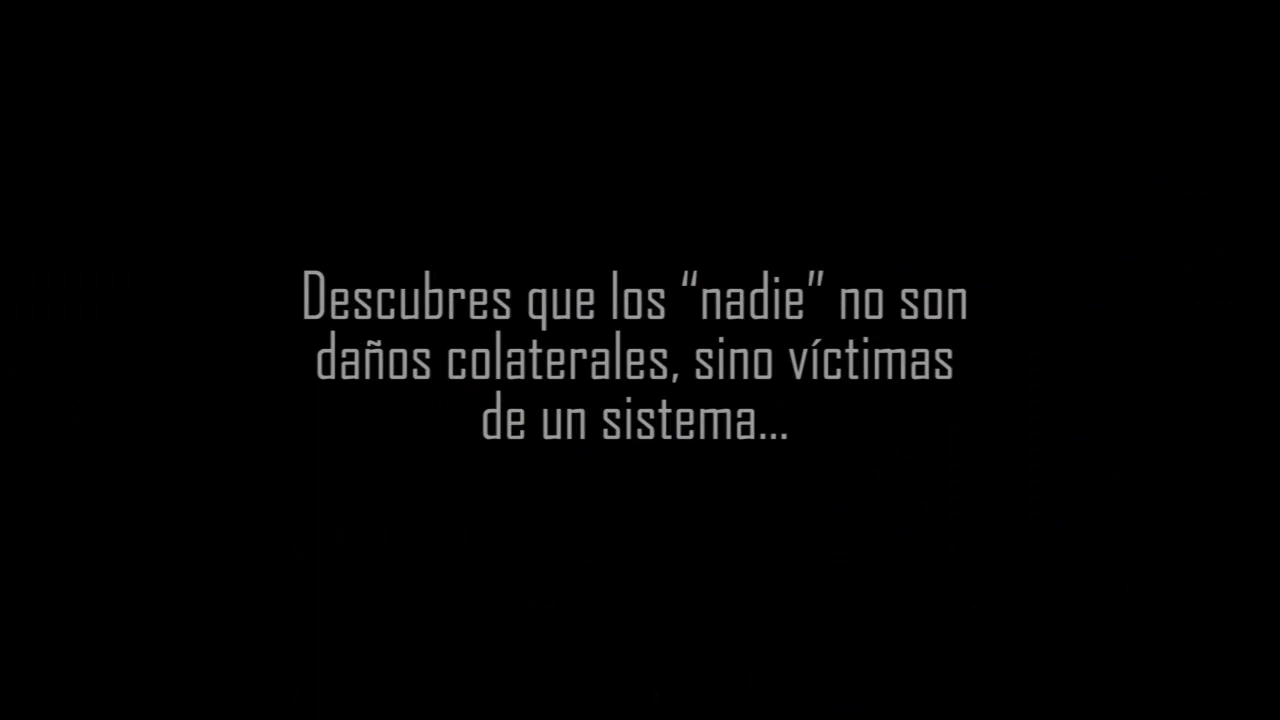 Descubres que los “nadie” no son
daños colaterales, sino víctimas
de un sistema...